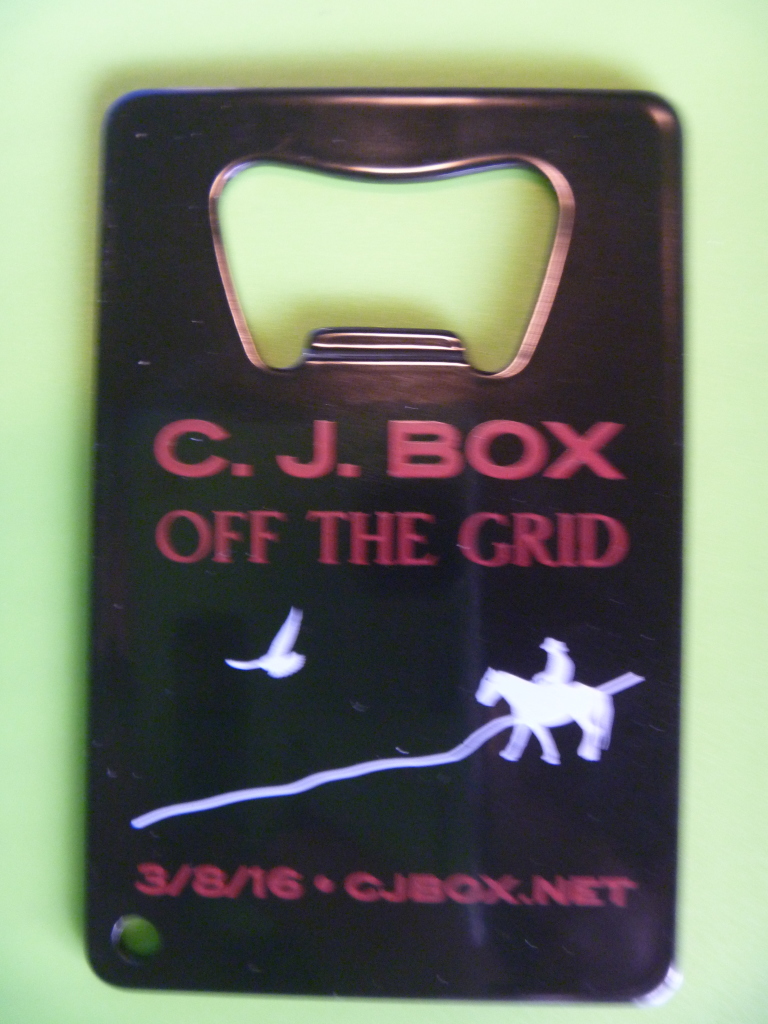 C. J. BOX
OFF THE GRID
3/8/16 • CJBOX.NET